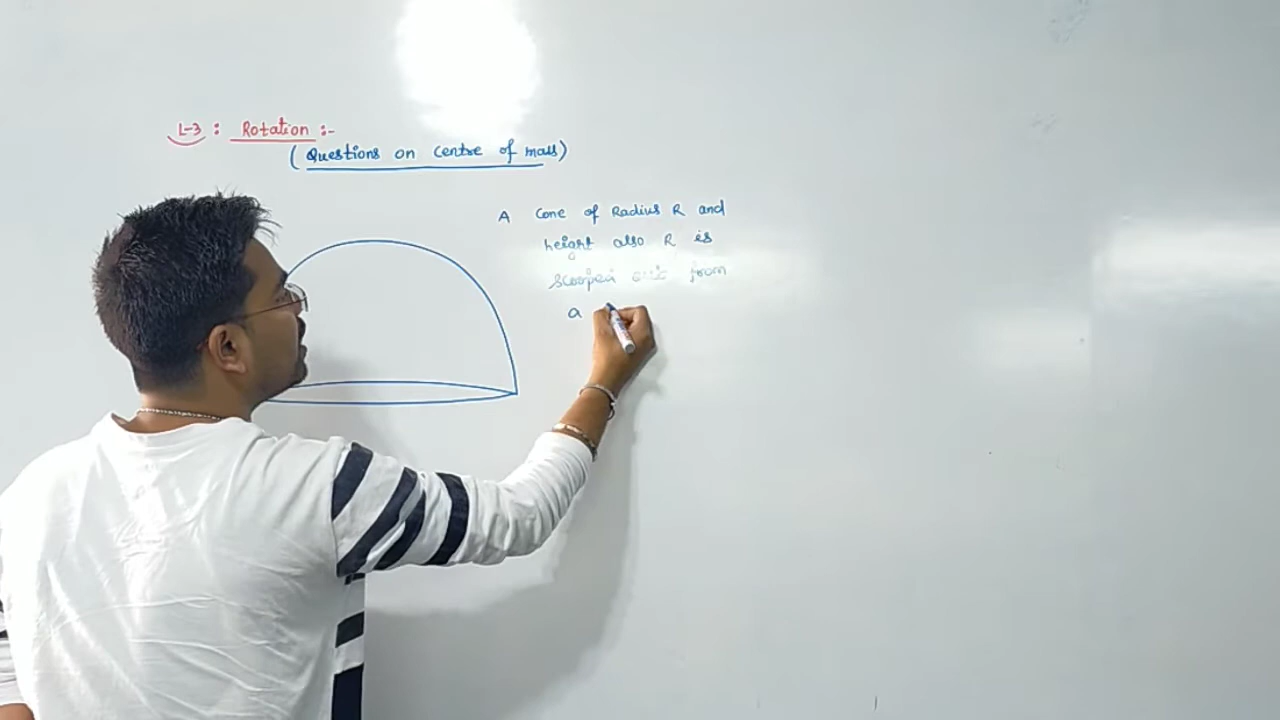 L-3 : Rotation :-
( Questions on centre of mass )
A cone of Radius R and
height also R is
scooped out from
a